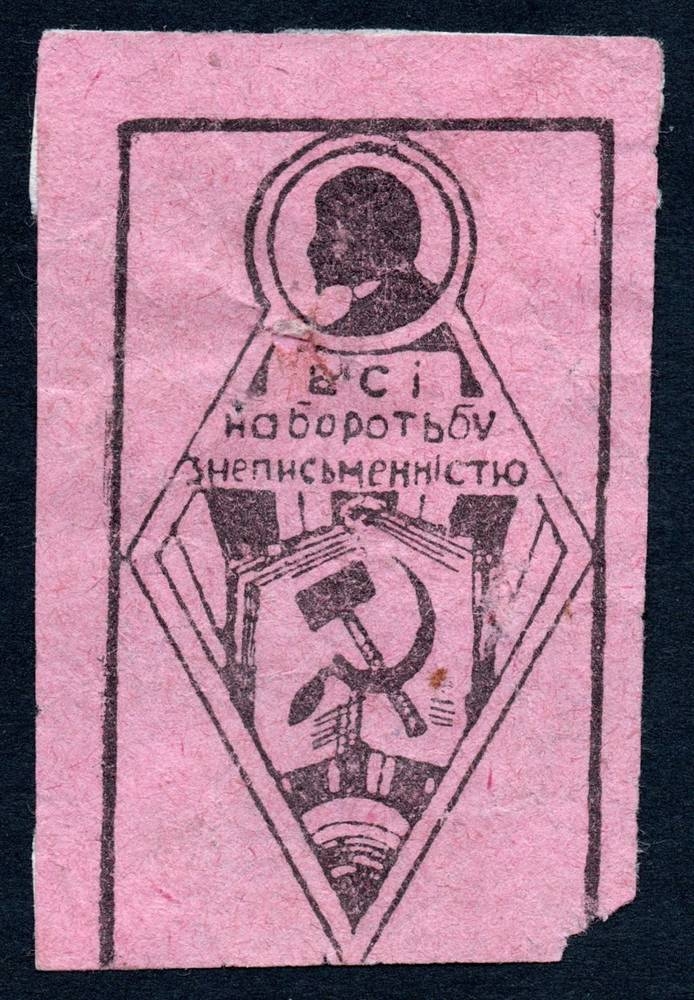 всі
на боротьбу
з неписьменністю